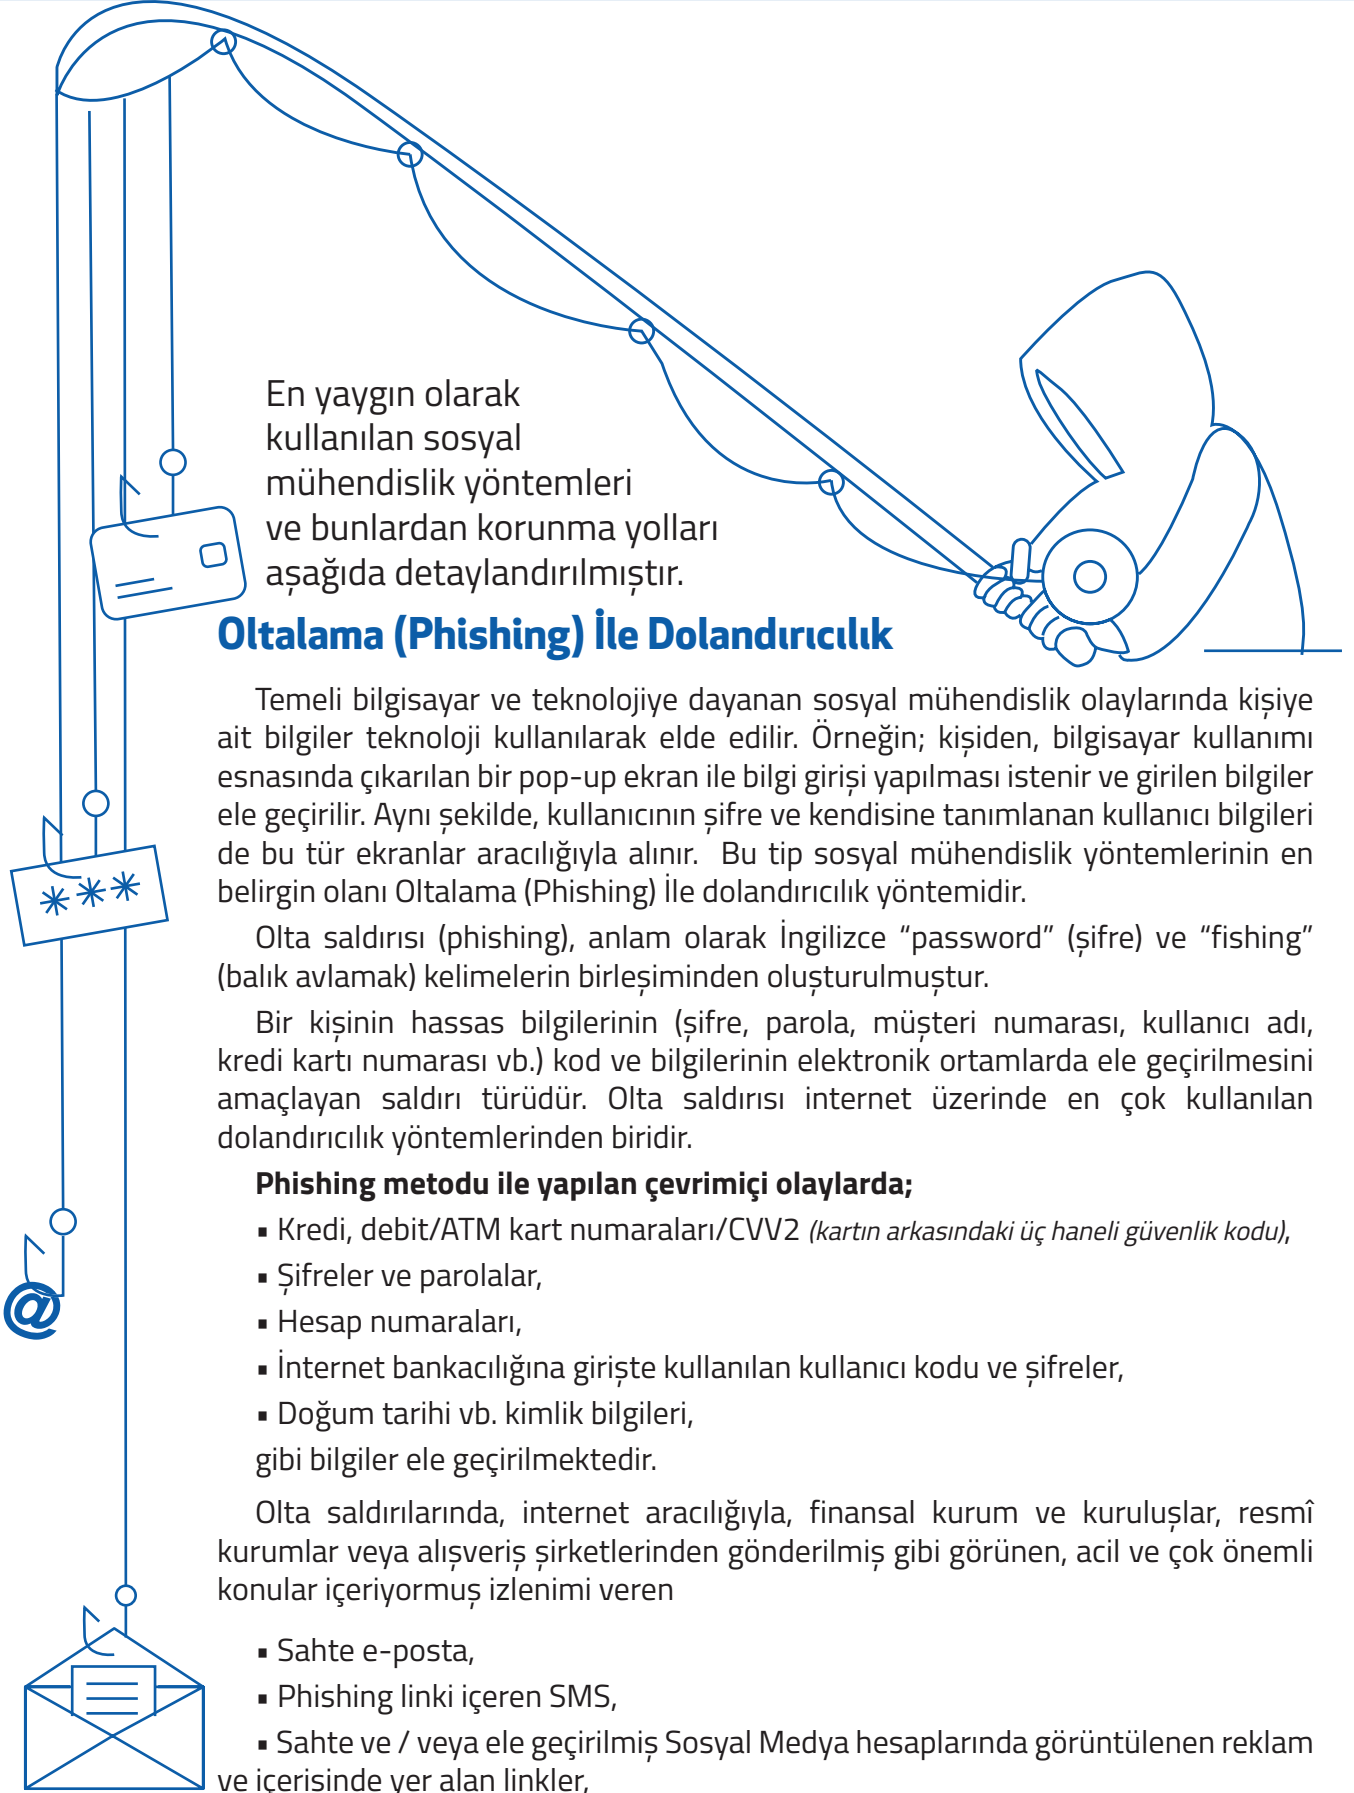 En yaygın olarak
kullanılan sosyal
mühendislik yöntemleri
ve bunlardan korunma yolları
aşağıda detaylandırılmıştır.
Oltalama (Phishing) İle Dolandırıcılık
Temeli bilgisayar ve teknolojiye dayanan sosyal mühendislik olaylarında kişiye
ait bilgiler teknoloji kullanılarak elde edilir. Örneğin; kişiden, bilgisayar kullanımı
esnasında çıkarılan bir pop-up ekran ile bilgi girişi yapılması istenir ve girilen bilgiler
ele geçirilir. Aynı şekilde, kullanıcının şifre ve kendisine tanımlanan kullanıcı bilgileri
de bu tür ekranlar aracılığıyla alınır. Bu tip sosyal mühendislik yöntemlerinin en
belirgin olanı Oltalama (Phishing) İle dolandırıcılık yöntemidir.
Olta saldırısı (phishing), anlam olarak İngilizce “password” (şifre) ve “fishing”
(balık avlamak) kelimelerin birleşiminden oluşturulmuştur.
Bir kişinin hassas bilgilerinin (şifre, parola, müşteri numarası, kullanıcı adı,
kredi kartı numarası vb.) kod ve bilgilerinin elektronik ortamlarda ele geçirilmesini
amaçlayan saldırı türüdür. Olta saldırısı internet üzerinde en çok kullanılan
dolandırıcılık yöntemlerinden biridir.
Phishing metodu ile yapılan çevrimiçi olaylarda;
▪ Kredi, debit/ATM kart numaraları/CVV2 (kartın arkasındaki üç haneli güvenlik kodu),
▪ Şifreler ve parolalar,
▪ Hesap numaraları,
▪ İnternet bankacılığına girişte kullanılan kullanıcı kodu ve şifreler,
▪ Doğum tarihi vb. kimlik bilgileri,
gibi bilgiler ele geçirilmektedir.
Olta saldırılarında, internet aracılığıyla, finansal kurum ve kuruluşlar, resmî
kurumlar veya alışveriş şirketlerinden gönderilmiş gibi görünen, acil ve çok önemli
konular içeriyormuş izlenimi veren
▪ Sahte e-posta,
▪ Phishing linki içeren SMS,
▪ Sahte ve / veya ele geçirilmiş Sosyal Medya hesaplarında görüntülenen reklam
ve içerisinde yer alan linkler,
***
@